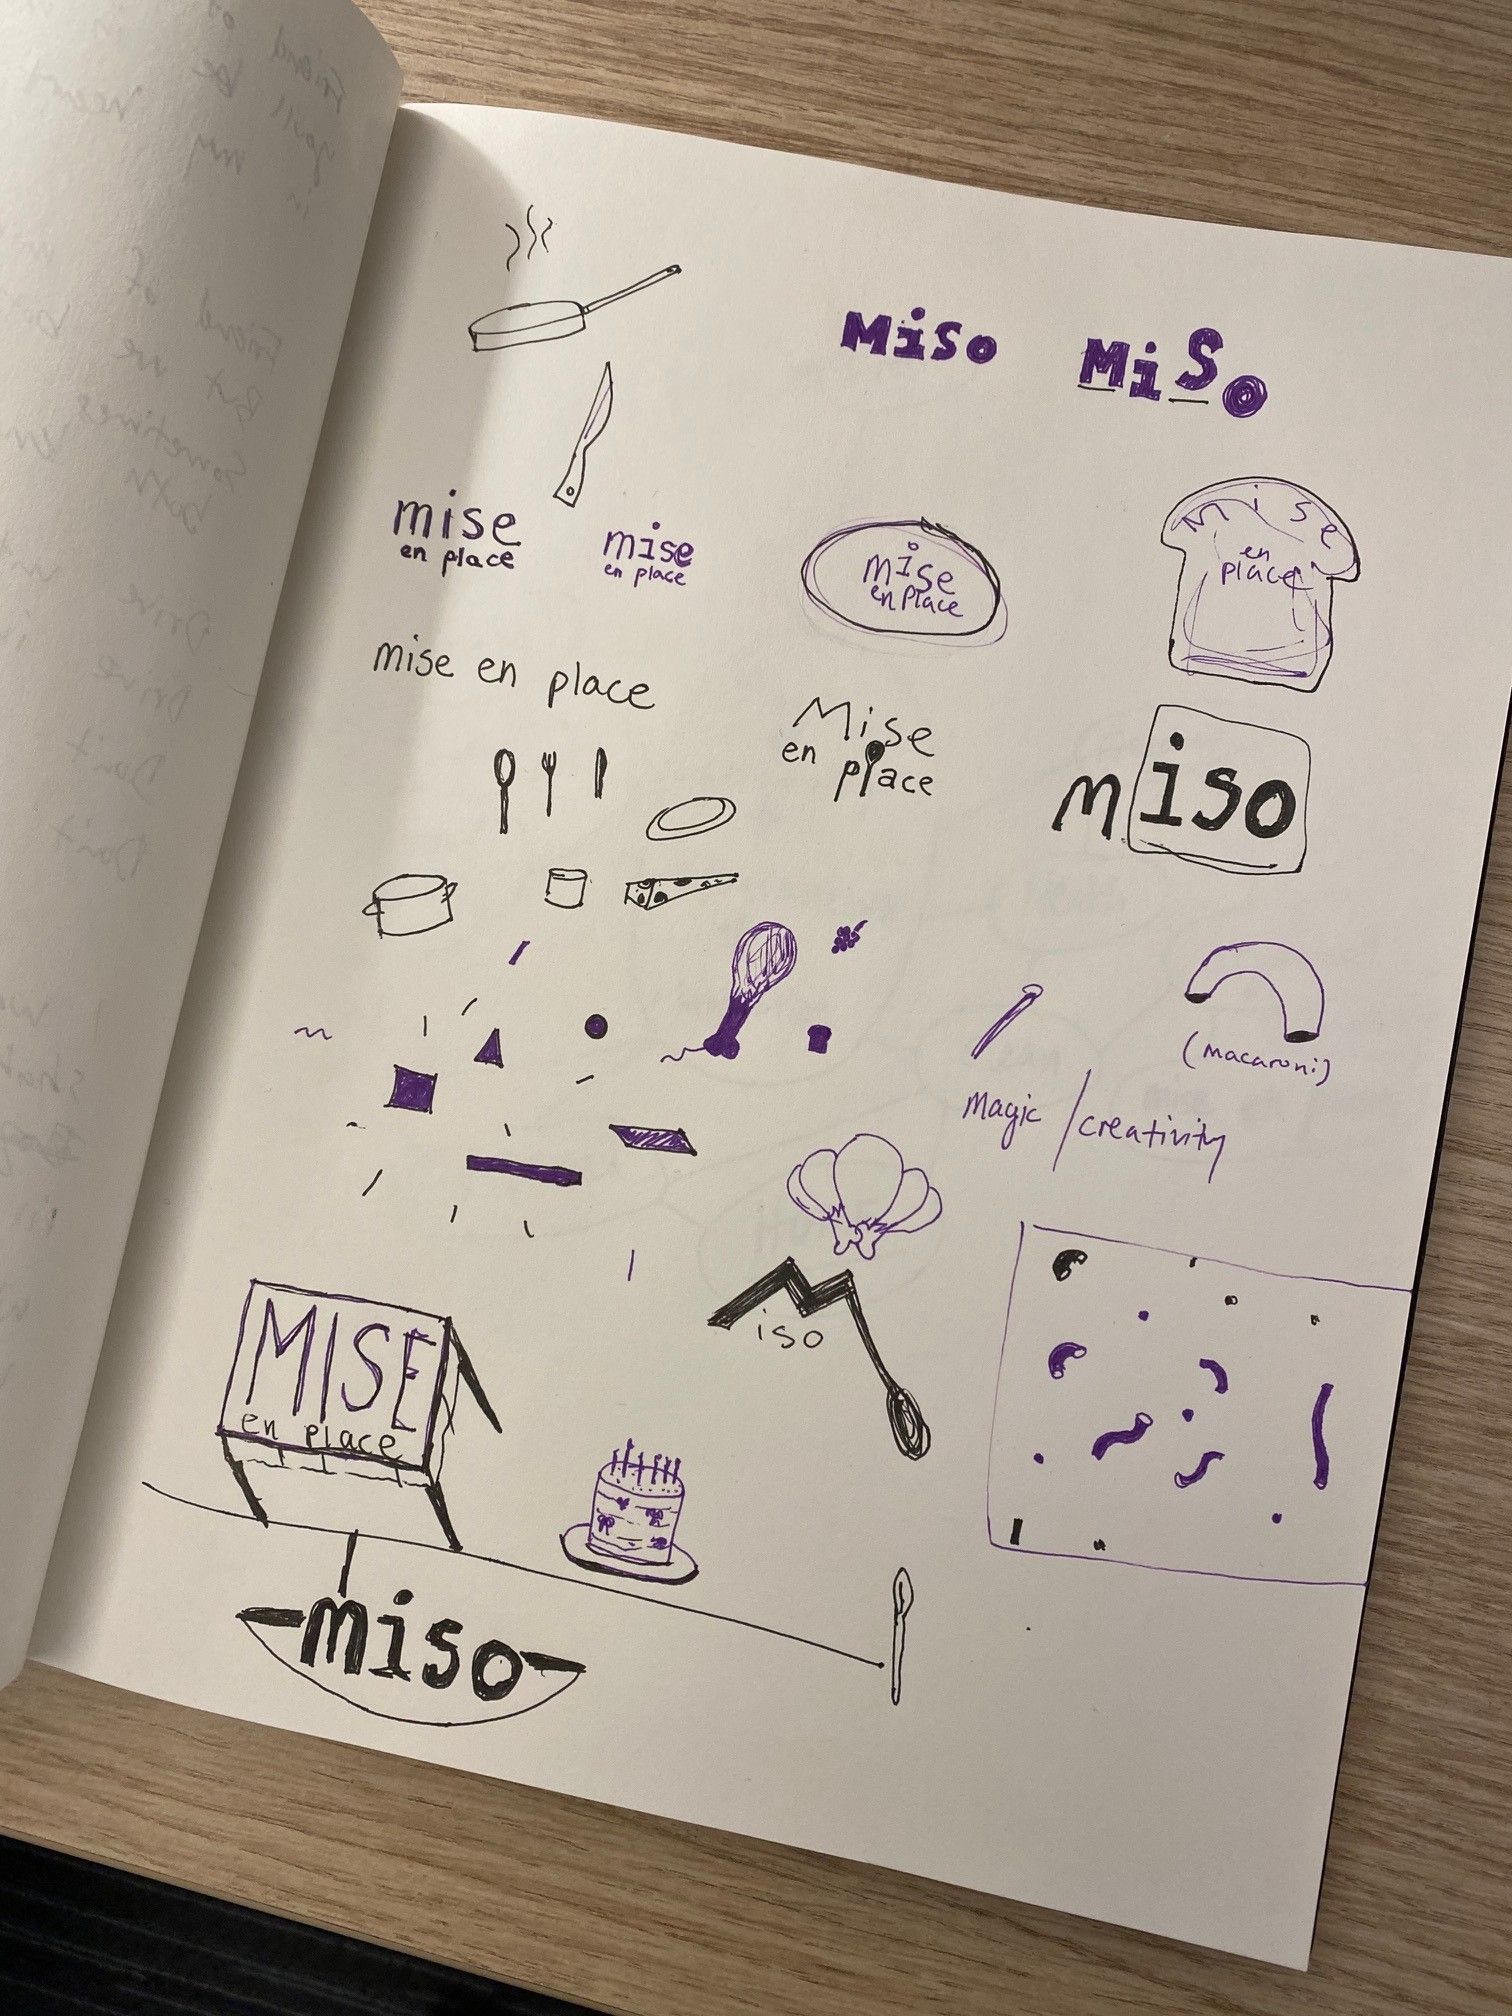 Miso
MiSo
mise
en place
mise
en place
mise
en place
mise
en
place
mise en place
Mise
en place
miso
(macaroni)
Magic / creativity
iso
MISE
en place
miso